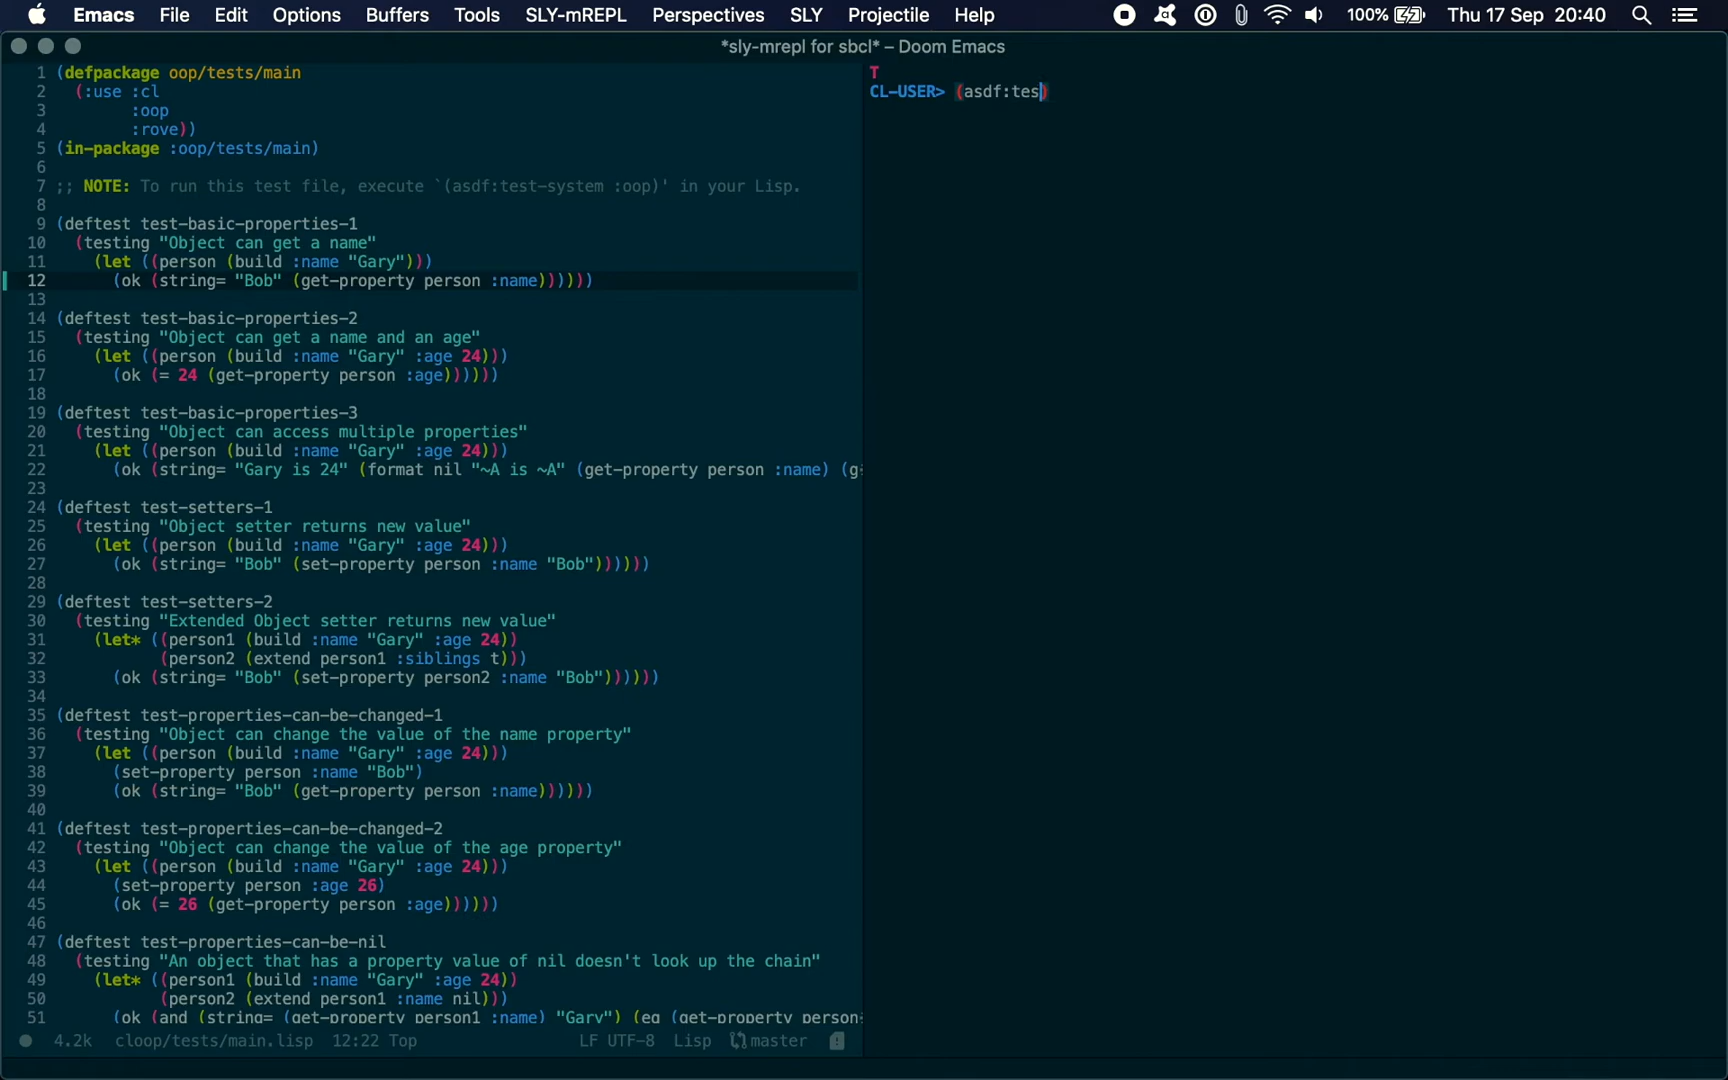 Emacs File Edit Options Buffers Tools SLY-mREPL Perspectives SLY Projectile Help 100% Thu 17 Sep 20:40
*sly-mrepl for sbcl* – Doom Emacs
1 (defpackage oop/tests/main
2 (:use :cl
3 :oop
4 :rove))
5 (in-package :oop/tests/main)
6
7 ;; NOTE: To run this test file, execute `(asdf:test-system :oop)' in your Lisp.
8
9 (deftest test-basic-properties-1
10 (testing "Object can get a name"
11 (let ((person (build :name "Gary")))
12 (ok (string= "Bob" (get-property person :name))))))
13
14 (deftest test-basic-properties-2
15 (testing "Object can get a name and an age"
16 (let ((person (build :name "Gary" :age 24)))
17 (ok (= 24 (get-property person :age))))))
18
19 (deftest test-basic-properties-3
20 (testing "Object can access multiple properties"
21 (let ((person (build :name "Gary" :age 24)))
22 (ok (string= "Gary is 24" (format nil "~A is ~A" (get-property person :name) (g
23
24 (deftest test-setters-1
25 (testing "Object setter returns new value"
26 (let ((person (build :name "Gary" :age 24)))
27 (ok (string= "Bob" (set-property person :name "Bob"))))))
28
29 (deftest test-setters-2
30 (testing "Extended Object setter returns new value"
31 (let* ((person1 (build :name "Gary" :age 24))
32 (person2 (extend person1 :siblings t)))
33 (ok (string= "Bob" (set-property person2 :name "Bob"))))))
34
35 (deftest test-properties-can-be-changed-1
36 (testing "Object can change the value of the name property"
37 (let ((person (build :name "Gary" :age 24)))
38 (set-property person :name "Bob")
39 (ok (string= "Bob" (get-property person :name))))))
40
41 (deftest test-properties-can-be-changed-2
42 (testing "Object can change the value of the age property"
43 (let ((person (build :name "Gary" :age 24)))
44 (set-property person :age 26)
45 (ok (= 26 (get-property person :age))))))
46
47 (deftest test-properties-can-be-nil
48 (testing "An object that has a property value of nil doesn't look up the chain"
49 (let* ((person1 (build :name "Gary" :age 24))
50 (person2 (extend person1 :name nil)))
51 (ok (and (string= (get-property person1 :name) "Gary") (eq (get-property person
4.2k cloop/tests/main.lisp 12:22 Top LF UTF-8 Lisp master
T
CL-USER> (asdf:tes)